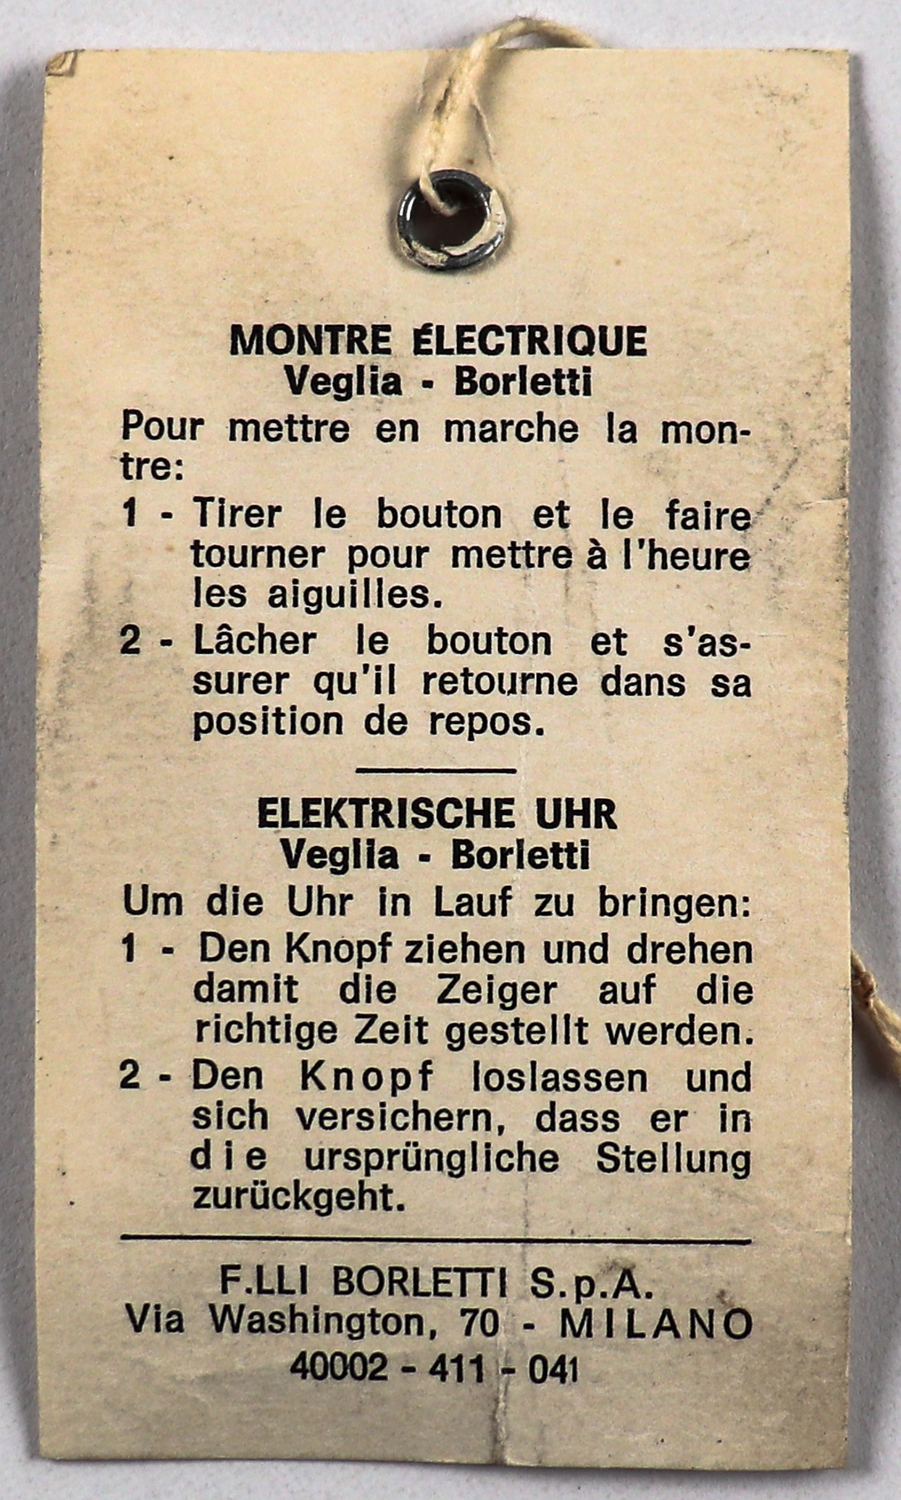 MONTRE ÉLECTRIQUE
Veglia - Borletti
Pour mettre en marche la mon-
tre:
1 - Tirer le bouton et le faire
tourner pour mettre à l'heure
les aiguilles.
2 - Lâcher le bouton et s'as-
surer qu'il retourne dans sa
position de repos.
ELEKTRISCHE UHR
Veglia - Borletti
Um die Uhr in Lauf zu bringen:
1 - Den Knopf ziehen und drehen
damit die Zeiger auf die
richtige Zeit gestellt werden.
2 - Den Knopf loslassen und
sich versichern, dass er in
die ursprüngliche Stellung
zurückgeht.
F.LLI BORLETTI S.p.A.
Via Washington, 70 - MILANO
40002 - 411 - 041